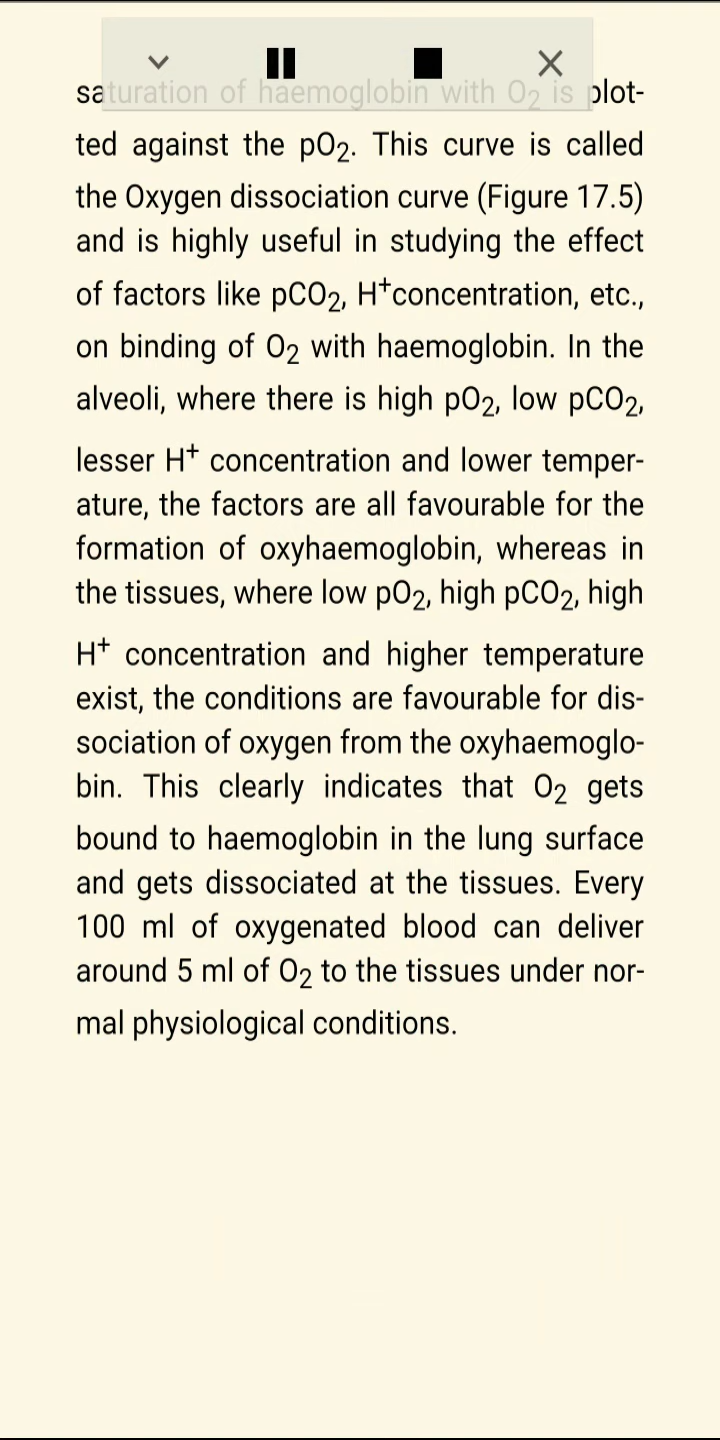 saturation of haemoglobin with O₂ is plot-
ted against the pO₂. This curve is called
the Oxygen dissociation curve (Figure 17.5)
and is highly useful in studying the effect
of factors like pCO₂, H⁺concentration, etc.,
on binding of O₂ with haemoglobin. In the
alveoli, where there is high pO₂, low pCO₂,
lesser H⁺ concentration and lower temper-
ature, the factors are all favourable for the
formation of oxyhaemoglobin, whereas in
the tissues, where low pO₂, high pCO₂, high
H⁺ concentration and higher temperature
exist, the conditions are favourable for dis-
sociation of oxygen from the oxyhaemoglo-
bin. This clearly indicates that O₂ gets
bound to haemoglobin in the lung surface
and gets dissociated at the tissues. Every
100 ml of oxygenated blood can deliver
around 5 ml of O₂ to the tissues under nor-
mal physiological conditions.